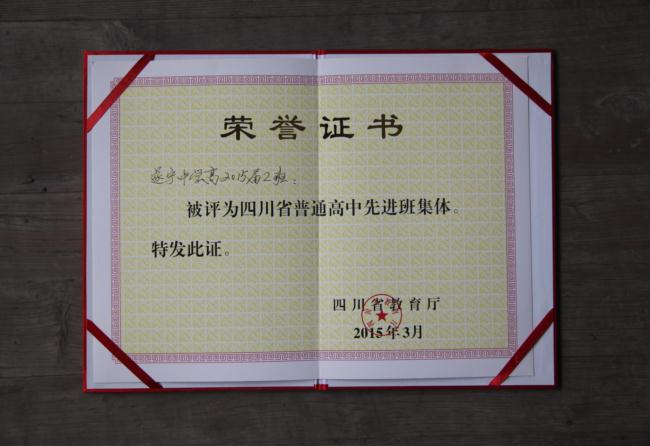 荣誉证书
遂宁中学高2015届2班：
被评为四川省普通高中先进班集体。
特发此证。
四川省教育厅
2015年3月